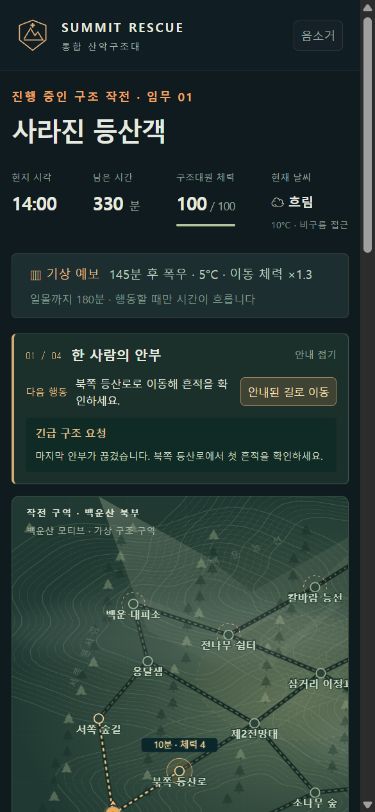 SUMMIT RESCUE
통합 산악구조대
음소거
진행 중인 구조 작전 · 임무 01
사라진 등산객
현지 시각
남은 시간
구조대원 체력
현재 날씨
14:00
330 분
100 / 100
흐림
10°C · 비구름 접근
기상 예보 145분 후 폭우 · 5°C · 이동 체력 ×1.3
일몰까지 180분 · 행동할 때만 시간이 흐릅니다
01 / 04 한 사람의 안부
안내 접기
다음 행동
북쪽 등산로로 이동해 흔적을 확
인하세요.
안내된 길로 이동
긴급 구조 요청
마지막 안부가 끊겼습니다. 북쪽 등산로에서 첫 흔적을 확인하세요.
작전 구역 · 백운산 북부
백운산 모티브 · 가상 구조 구역
칼바람 능선
백운 대피소
전나무 쉼터
옹달샘
삼거리 이정표
서쪽 숲길
제2전망대
10분 · 체력 4
북쪽 등산로
소나무 숲